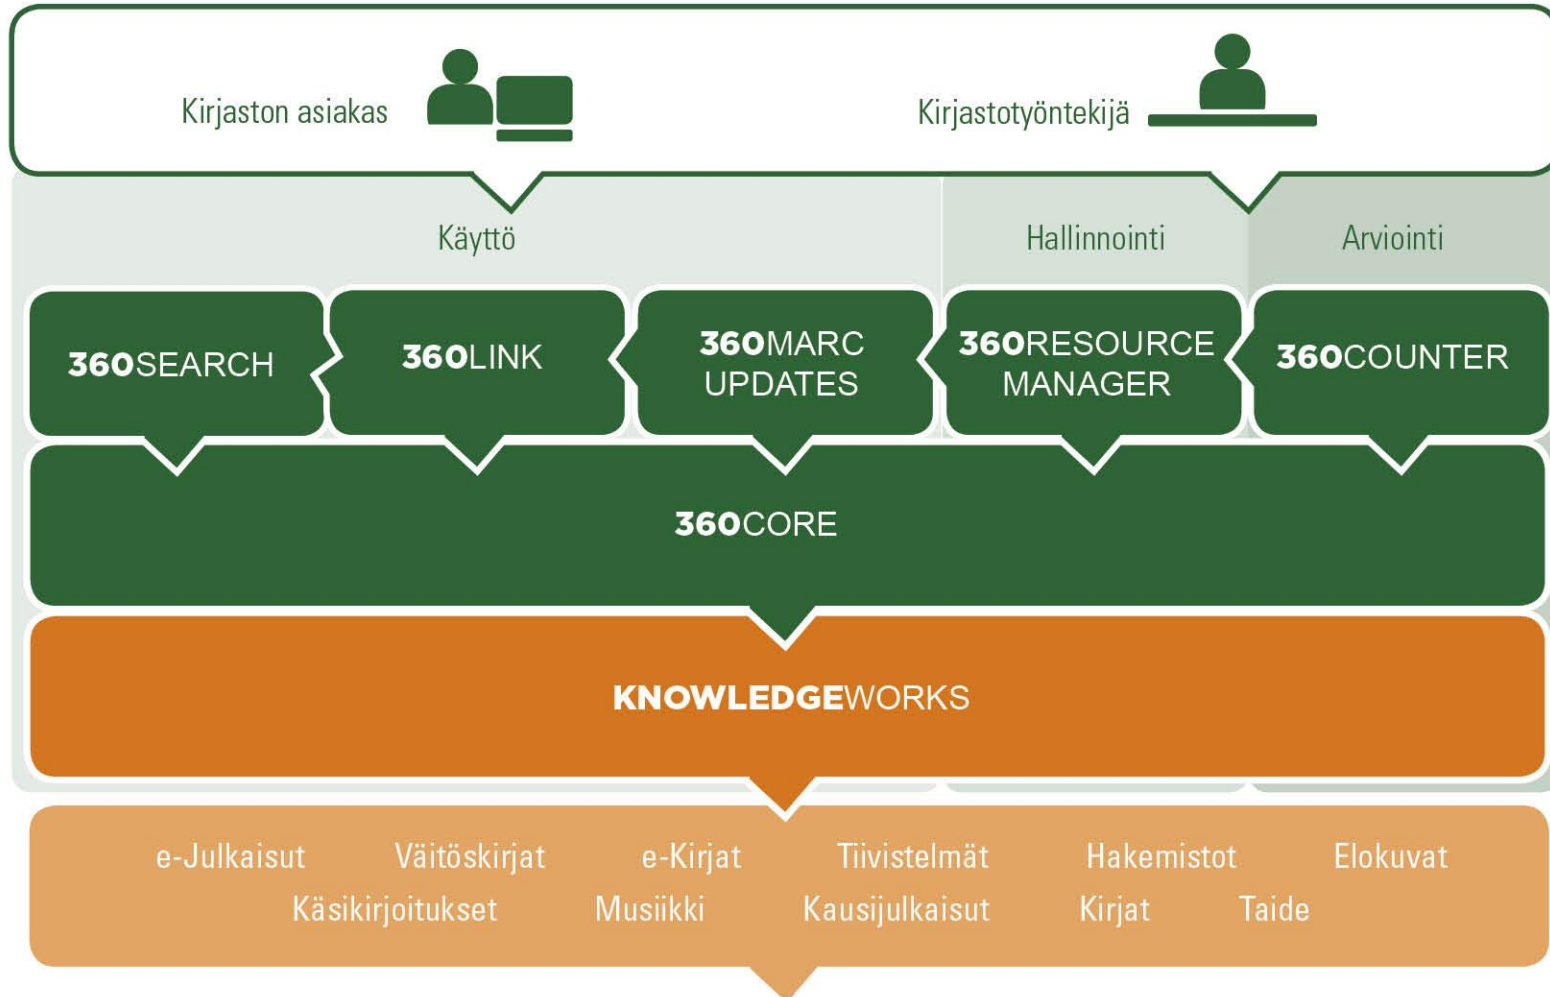 Kirjaston asiakas
Kirjastotyöntekijä
Käyttö
Hallinnointi
Arviointi
360SEARCH
360LINK
360MARC
UPDATES
360RESOURCE
MANAGER
360COUNTER
360CORE
KNOWLEDGEWORKS
e-Julkaisut Väitöskirjat e-Kirjat Tiivistelmät Hakemistot Elokuvat
Käsikirjoitukset Musiikki Kausijulkaisut Kirjat Taide